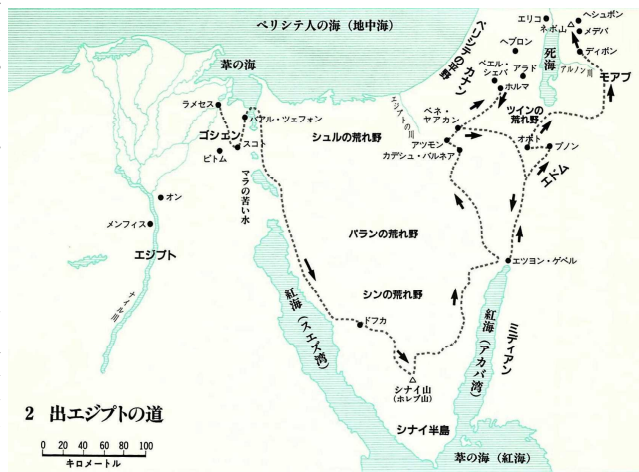 ペリシテ人の海（地中海）
エリコ
ヘシュボン
ネボ山
メデバ
ディボン
ペリシテの平野
カナン
ヘブロン
死海
アルノン川
モアブ
葦の海
ベエル・
シェバ
アラド
ホルマ
エジプトの川
ラメセス
バアル・ツェフォン
ゴシェン
スコト
ピトム
シュルの荒れ野
ベネ・
ヤアカン
ツィンの
荒れ野
アツモン
カデシュ・バルネア
オボト
プノン
エドム
マラの苦い水
オン
メンフィス
エジプト
ナイル川
パランの荒れ野
エツヨン・ゲベル
シンの荒れ野
紅海（スエズ湾）
ドフカ
紅海（アカバ湾）
ミディアン
シナイ山
（ホレブ山）
2 出エジプトの道
シナイ半島
葦の海（紅海）
0 20 40 60 80 100
キロメートル